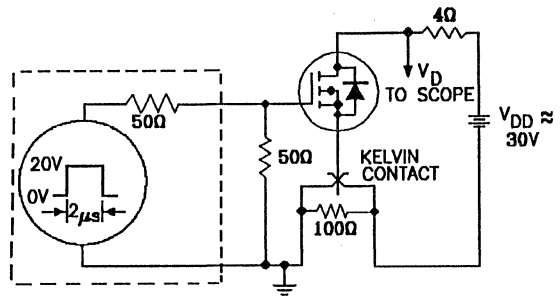 4Ω
V_D
TO SCOPE
V_DD ≈
30V
50Ω
50Ω
20V
0V
2μs
KELVIN
CONTACT
100Ω